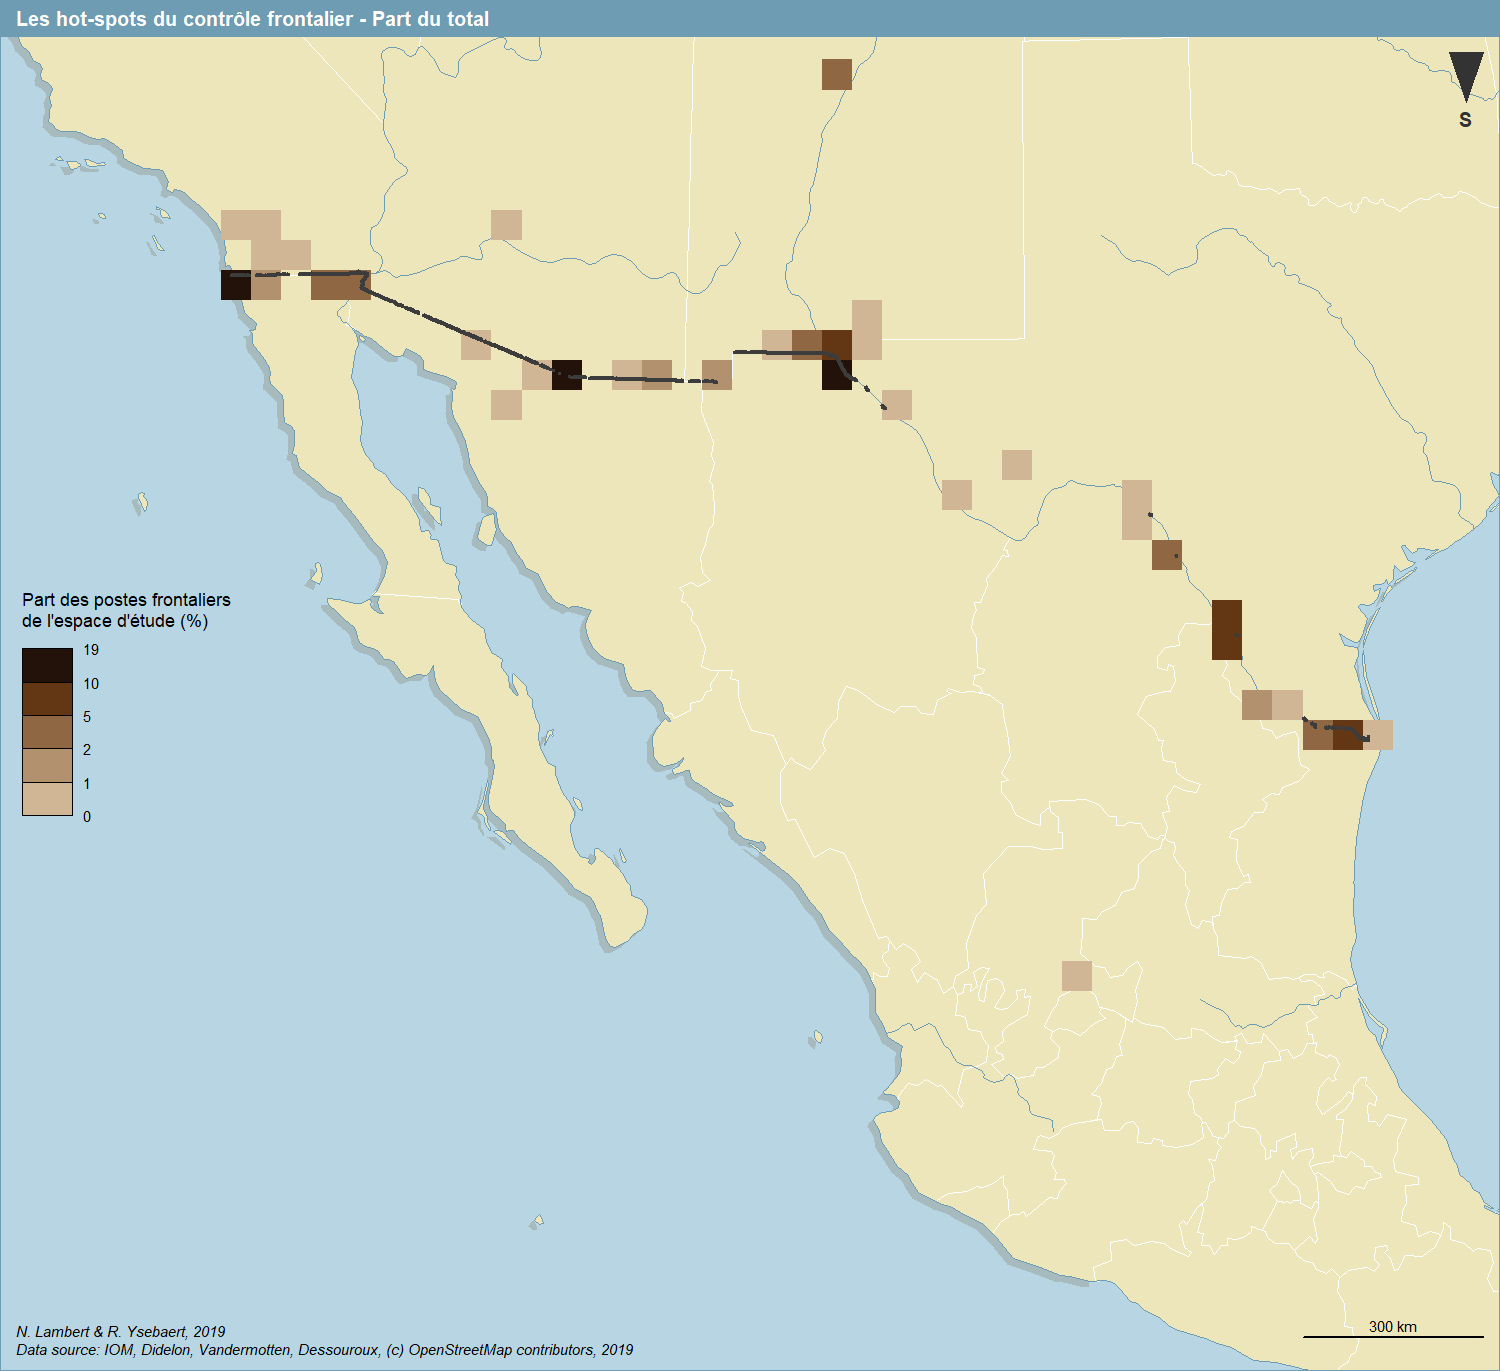 Les hot-spots du contrôle frontalier - Part du total
S
Part des postes frontaliers
de l'espace d'étude (%)
19
10
5
2
1
0
300 km
N. Lambert & R. Ysebaert, 2019
Data source: IOM, Didelon, Vandermotten, Dessouroux, (c) OpenStreetMap contributors, 2019